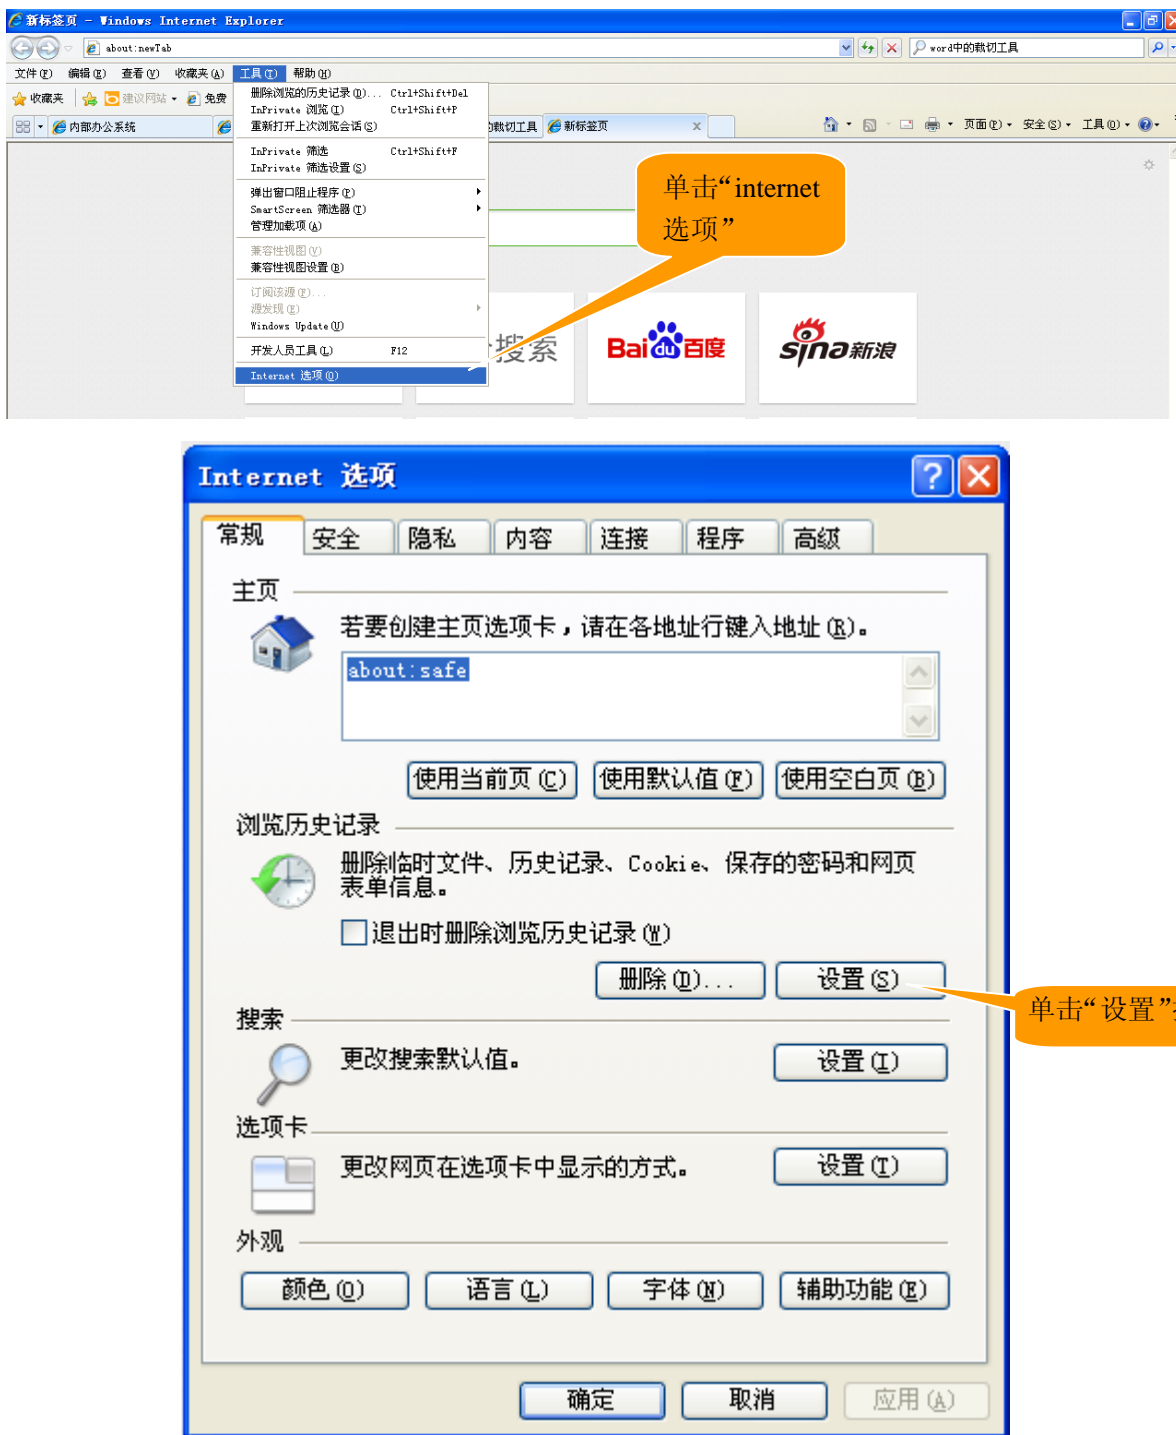 新标签页 - Windows Internet Explorer
about:newTab
word中的裁切工具
文件(F) 编辑(E) 查看(V) 收藏夹(A) 工具(T) 帮助(H)
收藏夹 建议网站 免费
内部办公系统
的裁切工具 新标签页 x
页面(P) 安全(S) 工具(O)
删除浏览的历史记录(D)... Ctrl+Shift+Del
InPrivate 浏览(I) Ctrl+Shift+P
重新打开上次浏览会话(S)
InPrivate 筛选 Ctrl+Shift+F
InPrivate 筛选设置(S)
弹出窗口阻止程序(P)
SmartScreen 筛选器(T)
管理加载项(A)
兼容性视图(V)
兼容性视图设置(B)
订阅该源(F)...
源发现(E)
Windows Update(U)
开发人员工具(L) F12
Internet 选项(O)
单击“internet
选项”
搜索
Bai du 百度
sina新浪
Internet 选项
常规 安全 隐私 内容 连接 程序 高级
主页
若要创建主页选项卡，请在各地址行键入地址(R)。
about:safe
使用当前页(C) 使用默认值(F) 使用空白页(B)
浏览历史记录
删除临时文件、历史记录、Cookie、保存的密码和网页
表单信息。
退出时删除浏览历史记录(W)
删除(D)... 设置(S)
单击“设置”
搜索
更改搜索默认值。
设置(I)
选项卡
更改网页在选项卡中显示的方式。
设置(T)
外观
颜色(O) 语言(L) 字体(N) 辅助功能(E)
确定 取消 应用(A)